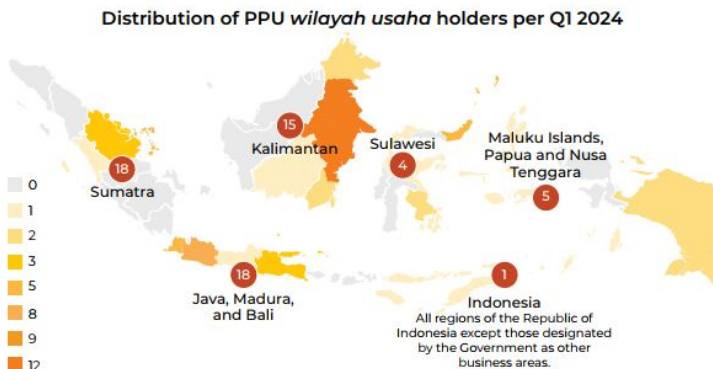 Distribution of PPU wilayah usaha holders per Q1 2024
15
Kalimantan
Sulawesi
4
Maluku Islands,
Papua and Nusa
Tenggara
5
18
Sumatra
18
Java, Madura,
and Bali
1
Indonesia
All regions of the Republic of
Indonesia except those designated
by the Government as other
business areas.
0
1
2
3
5
8
9
12